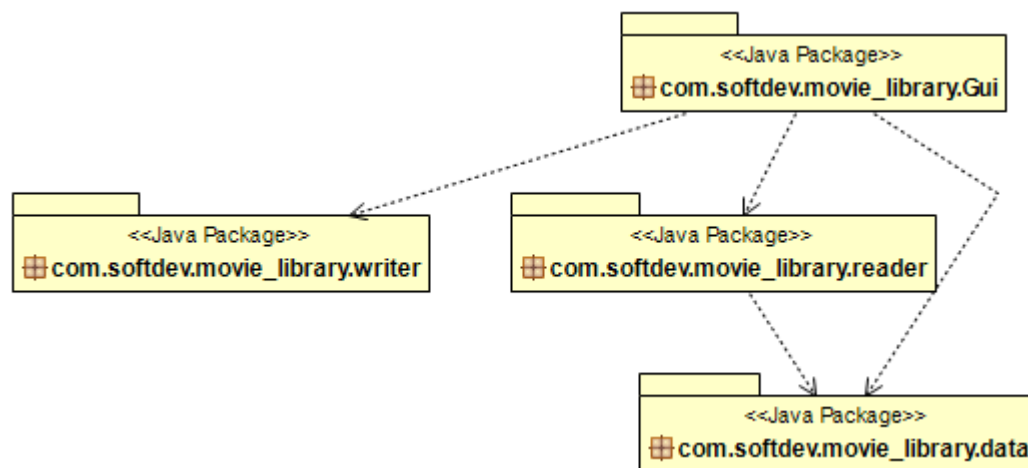 <<Java Package>>
com.softdev.movie_library.Gui
<<Java Package>>
com.softdev.movie_library.writer
<<Java Package>>
com.softdev.movie_library.reader
<<Java Package>>
com.softdev.movie_library.data